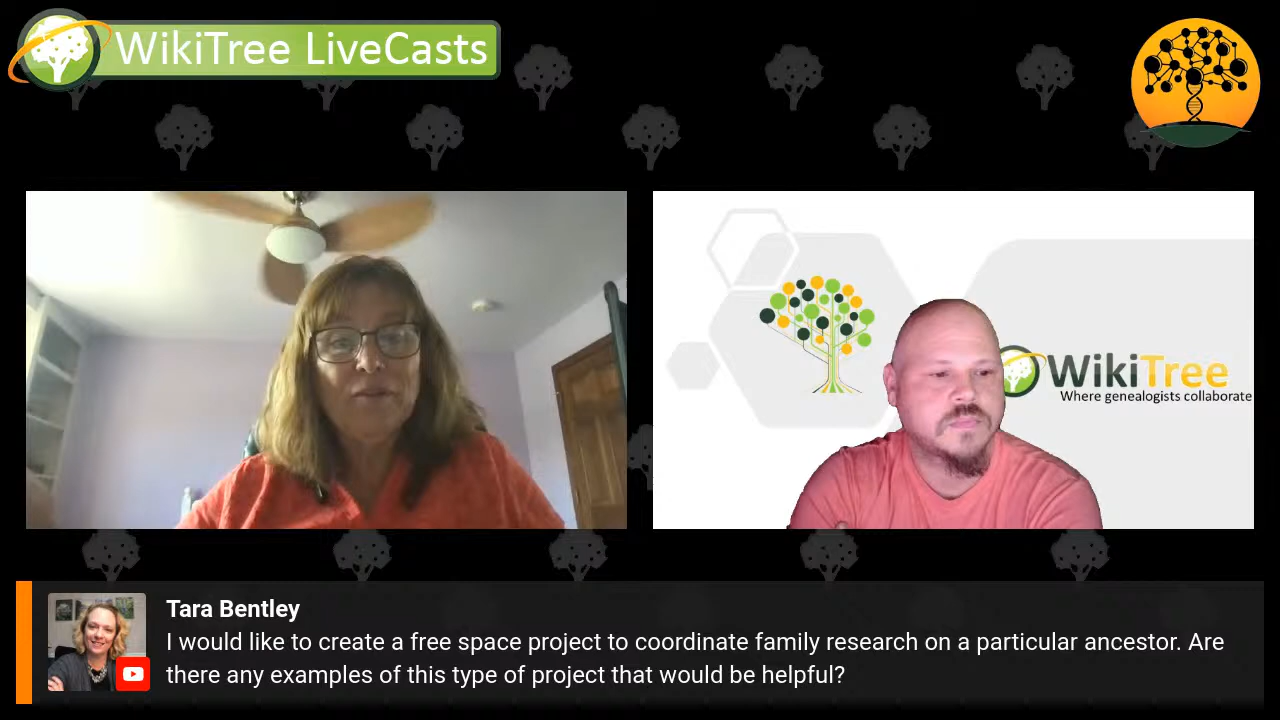 WikiTree LiveCasts
WikiTree
Where genealogists collaborate
Tara Bentley
I would like to create a free space project to coordinate family research on a particular ancestor. Are
there any examples of this type of project that would be helpful?